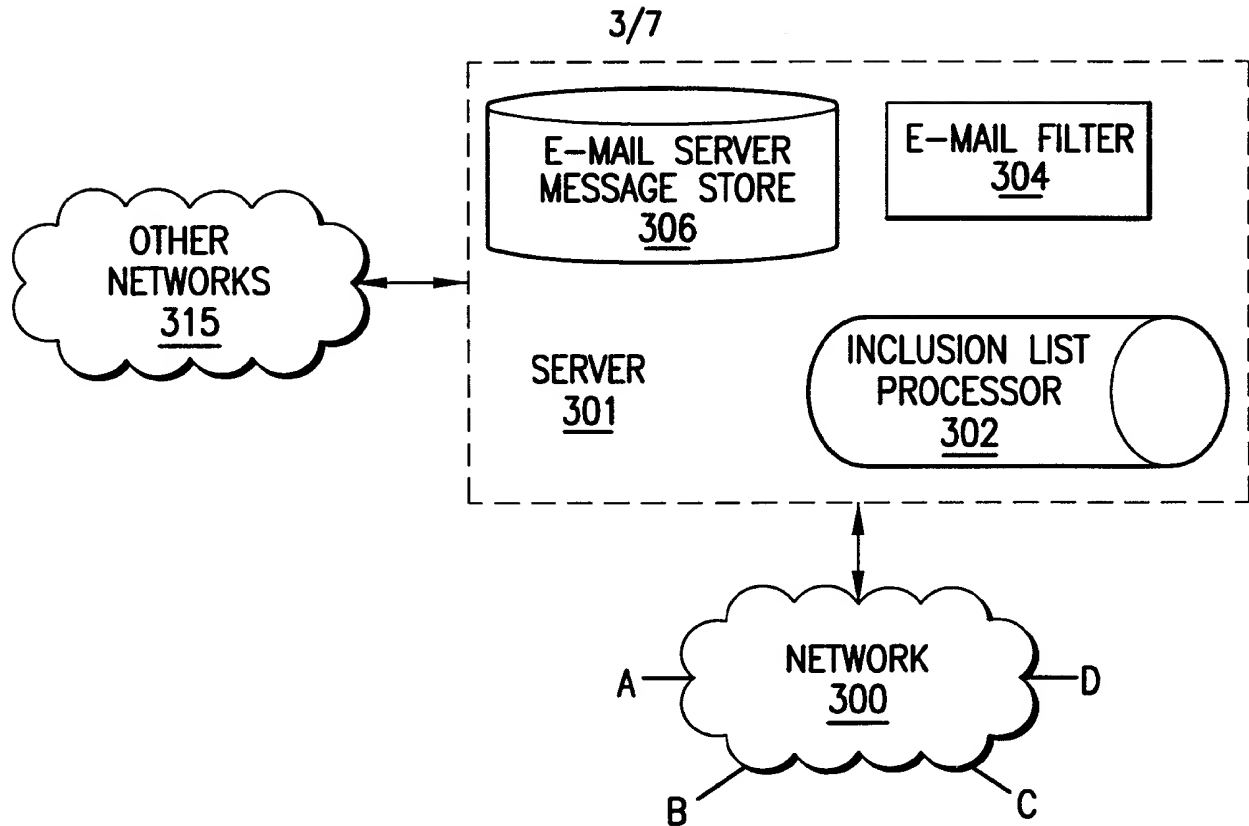 3/7
E-MAIL SERVER
MESSAGE STORE
306
E-MAIL FILTER
304
OTHER
NETWORKS
315
SERVER
301
INCLUSION LIST
PROCESSOR
302
NETWORK
300
A
D
B
C